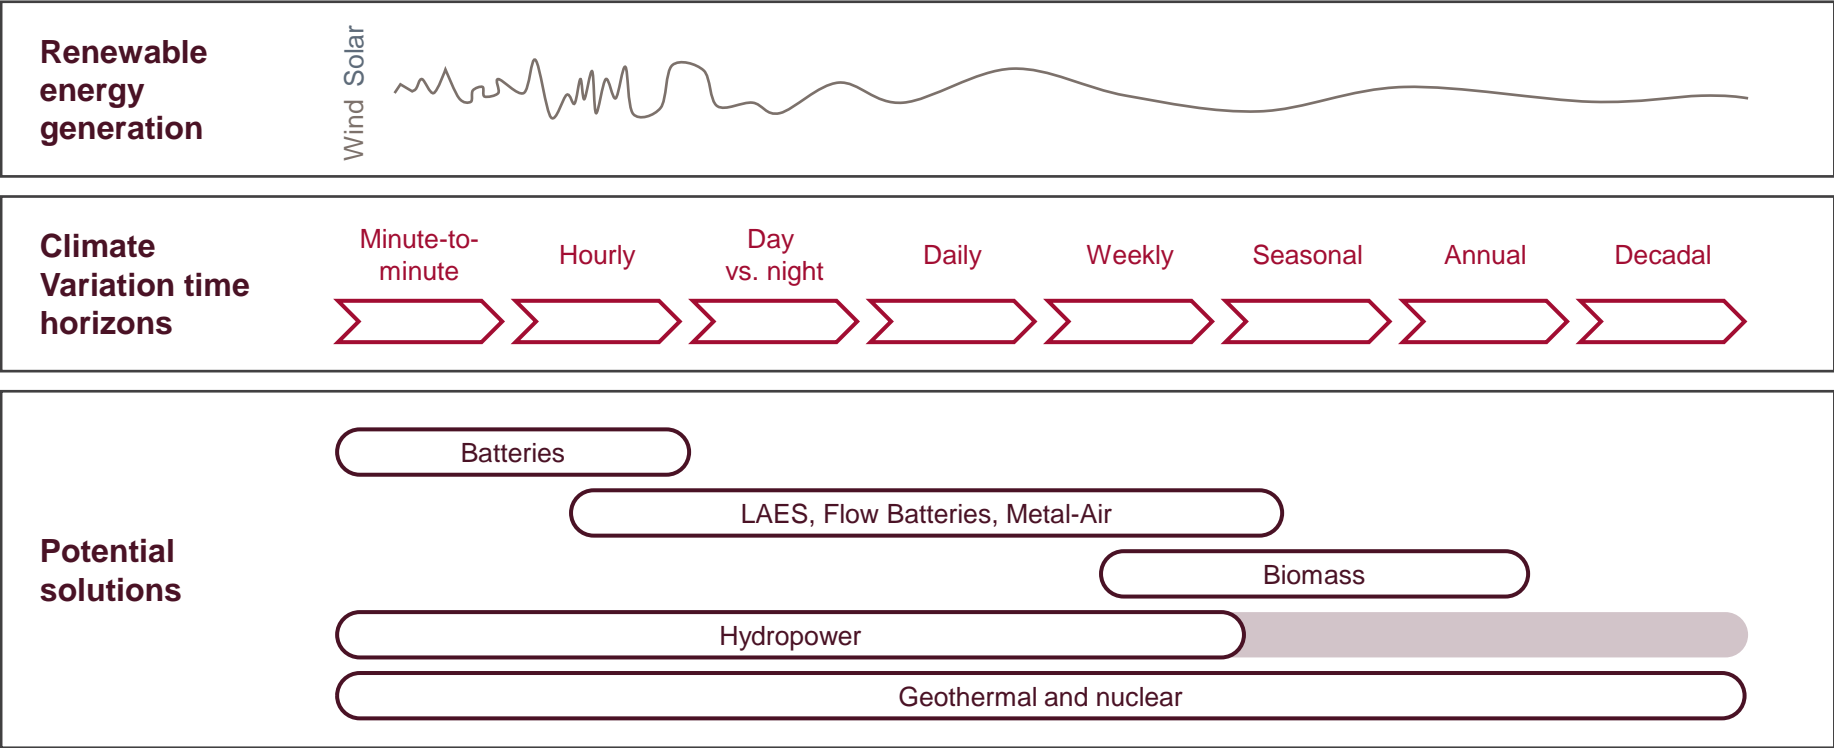 Renewable
energy
generation
Wind Solar
Climate
Variation time
horizons
Minute-to-
minute
Hourly
Day
vs. night
Daily
Weekly
Seasonal
Annual
Decadal
Potential
solutions
Batteries
LAES, Flow Batteries, Metal-Air
Biomass
Hydropower
Geothermal and nuclear